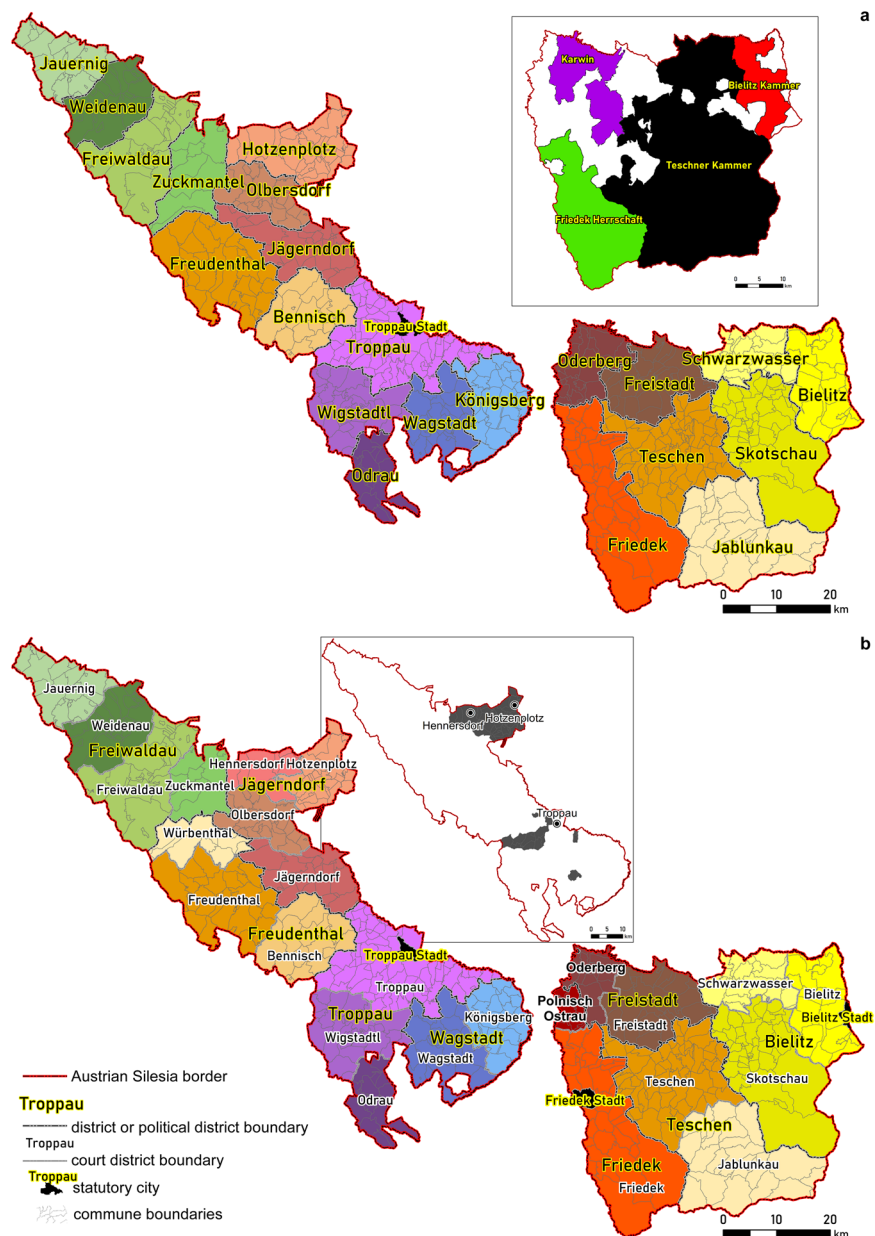 a
Jauernig
Weidenau
Freiwaldau
Zuckmantel
Hotzenplotz
Olbersdorf
Jägerndorf
Freudenthal
Bennisch
Troppau Stadt
Troppau
Wigstadtl
Wagstadt
Königsberg
Odrau
Karwin
Bielitz Kammer
Teschner Kammer
Friedek Herrschaft
0 5 10
km
Oderberg
Freistadt
Schwarzwasser
Bielitz
Teschen
Skotschau
Friedek
Jablunkau
0 10 20
km
b
Jauernig
Weidenau
Freiwaldau
Freiwaldau
Zuckmantel
Hennersdorf
Hotzenplotz
Jägerndorf
Olbersdorf
Würbenthal
Jägerndorf
Freudenthal
Freudenthal
Bennisch
Troppau Stadt
Troppau
Troppau
Wigstadtl
Königsberg
Wagstadt
Wagstadt
Odrau
Hennersdorf
Hotzenplotz
Troppau
0 5 10
km
Oderberg
Polnisch
Ostrau
Freistadt
Freistadt
Schwarzwasser
Bielitz
Bielitz Stadt
Bielitz
Skotschau
Teschen
Teschen
Friedek Stadt
Friedek
Friedek
Jablunkau
0 10 20
km
Austrian Silesia border
Troppau
district or political district boundary
Troppau
court district boundary
Troppau
statutory city
commune boundaries